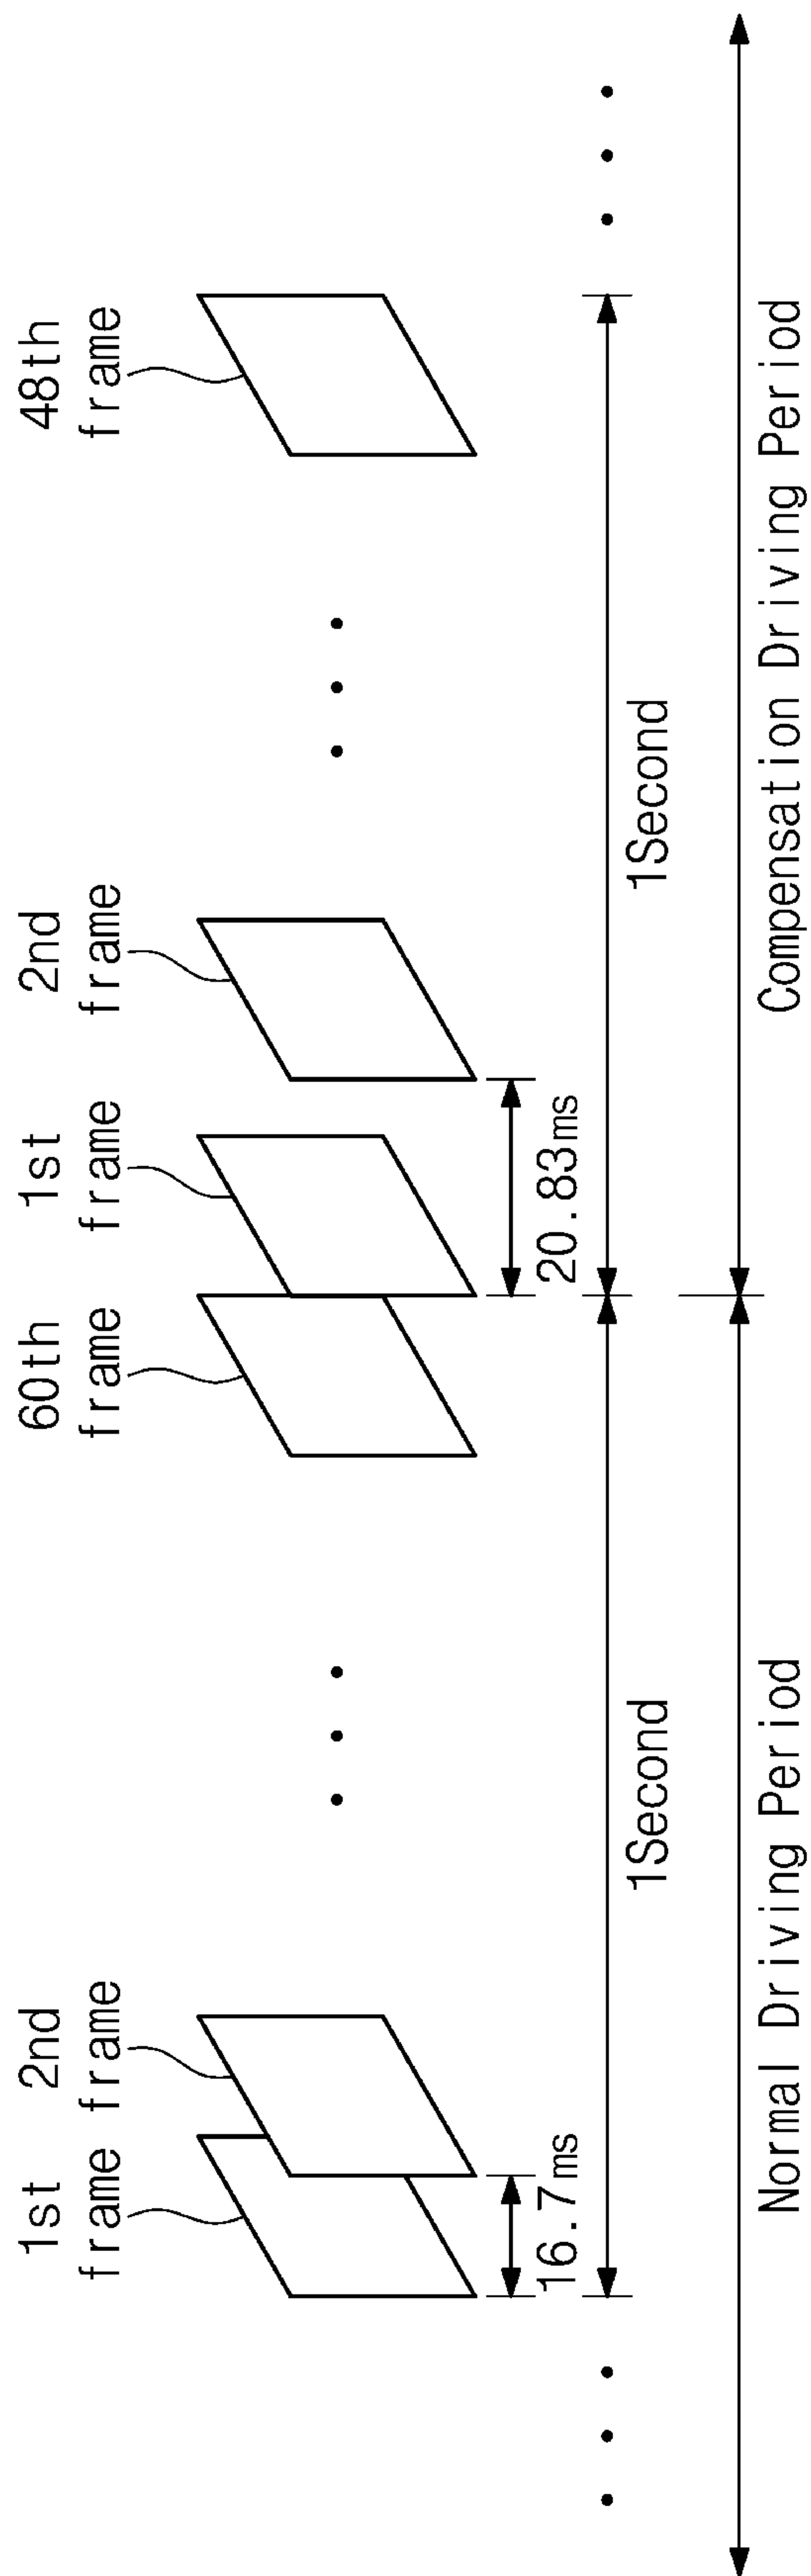 1st
frame
2nd
frame
60th
frame
1st
frame
2nd
frame
48th
frame
16.7ms
20.83ms
1Second
1Second
Normal Driving Period
Compensation Driving Period